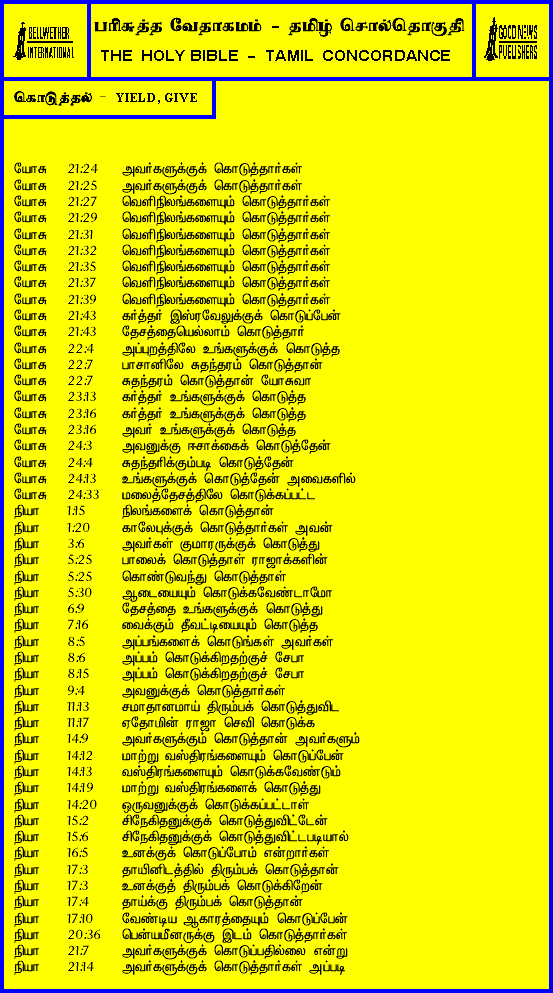 BELLWETHER
INTERNATIONAL
பரிசுத்த வேதாகமம் - தமிழ் சொல்தொகுதி
THE HOLY BIBLE - TAMIL CONCORDANCE
GOOD NEWS
PUBLISHERS
கொடுத்தல் - YIELD, GIVE
யோசு 21:24 அவர்களுக்குக் கொடுத்தார்கள்
யோசு 21:25 அவர்களுக்குக் கொடுத்தார்கள்
யோசு 21:27 வெளிநிலங்களையும் கொடுத்தார்கள்
யோசு 21:29 வெளிநிலங்களையும் கொடுத்தார்கள்
யோசு 21:31 வெளிநிலங்களையும் கொடுத்தார்கள்
யோசு 21:32 வெளிநிலங்களையும் கொடுத்தார்கள்
யோசு 21:35 வெளிநிலங்களையும் கொடுத்தார்கள்
யோசு 21:37 வெளிநிலங்களையும் கொடுத்தார்கள்
யோசு 21:39 வெளிநிலங்களையும் கொடுத்தார்கள்
யோசு 21:43 கர்த்தர் இஸ்ரவேலுக்குக் கொடுப்பேன்
யோசு 21:43 தேசத்தையெல்லாம் கொடுத்தார்
யோசு 22:4 அப்புறத்திலே உங்களுக்குக் கொடுத்த
யோசு 22:7 பாசானிலே சுதந்தரம் கொடுத்தான்
யோசு 22:7 சுதந்தரம் கொடுத்தான் யோசுவா
யோசு 23:13 கர்த்தர் உங்களுக்குக் கொடுத்த
யோசு 23:16 கர்த்தர் உங்களுக்குக் கொடுத்த
யோசு 23:16 அவர் உங்களுக்குக் கொடுத்த
யோசு 24:3 அவனுக்கு ஈசாக்கைக் கொடுத்தேன்
யோசு 24:4 சுதந்தரிக்கும்படி கொடுத்தேன்
யோசு 24:13 உங்களுக்குக் கொடுத்தேன் அவைகளில்
யோசு 24:33 மலைத்தேசத்திலே கொடுக்கப்பட்ட
நியா 1:15 நிலங்களைக் கொடுத்தான்
நியா 1:20 காலேபுக்குக் கொடுத்தார்கள் அவன்
நியா 3:6 அவர்கள் குமாரருக்குக் கொடுத்து
நியா 5:25 பாலைக் கொடுத்தாள் ராஜாக்களின்
நியா 5:25 கொண்டுவந்து கொடுத்தாள்
நியா 5:30 ஆடையையும் கொடுக்கவேண்டாமோ
நியா 6:9 தேசத்தை உங்களுக்குக் கொடுத்து
நியா 7:16 வைக்கும் தீவட்டியையும் கொடுத்த
நியா 8:5 அப்பங்களைக் கொடுங்கள் அவர்கள்
நியா 8:6 அப்பம் கொடுக்கிறதற்குச் சேபா
நியா 8:15 அப்பம் கொடுக்கிறதற்குச் சேபா
நியா 9:4 அவனுக்குக் கொடுத்தார்கள்
நியா 11:13 சமாதானமாய் திரும்பக் கொடுத்துவிட
நியா 11:17 ஏதோமின் ராஜா செவி கொடுக்க
நியா 14:9 அவர்களுக்கும் கொடுத்தான் அவர்களும்
நியா 14:12 மாற்று வஸ்திரங்களையும் கொடுப்பேன்
நியா 14:13 வஸ்திரங்களையும் கொடுக்கவேண்டும்
நியா 14:19 மாற்று வஸ்திரங்களைக் கொடுத்து
நியா 14:20 ஒருவனுக்குக் கொடுக்கப்பட்டாள்
நியா 15:2 சிநேகிதனுக்குக் கொடுத்துவிட்டேன்
நியா 15:6 சிநேகிதனுக்குக் கொடுத்துவிட்டபடியால்
நியா 16:5 உனக்குக் கொடுப்போம் என்றார்கள்
நியா 17:3 தாயினிடத்தில் திரும்பக் கொடுத்தான்
நியா 17:3 உனக்குத் திரும்பக் கொடுக்கிறேன்
நியா 17:4 தாய்க்கு திரும்பக் கொடுத்தான்
நியா 17:10 வேண்டிய ஆகாரத்தையும் கொடுப்பேன்
நியா 20:36 பென்யமீனருக்கு இடம் கொடுத்தார்கள்
நியா 21:7 அவர்களுக்குக் கொடுப்பதில்லை என்று
நியா 21:14 அவர்களுக்குக் கொடுத்தார்கள் அப்படி